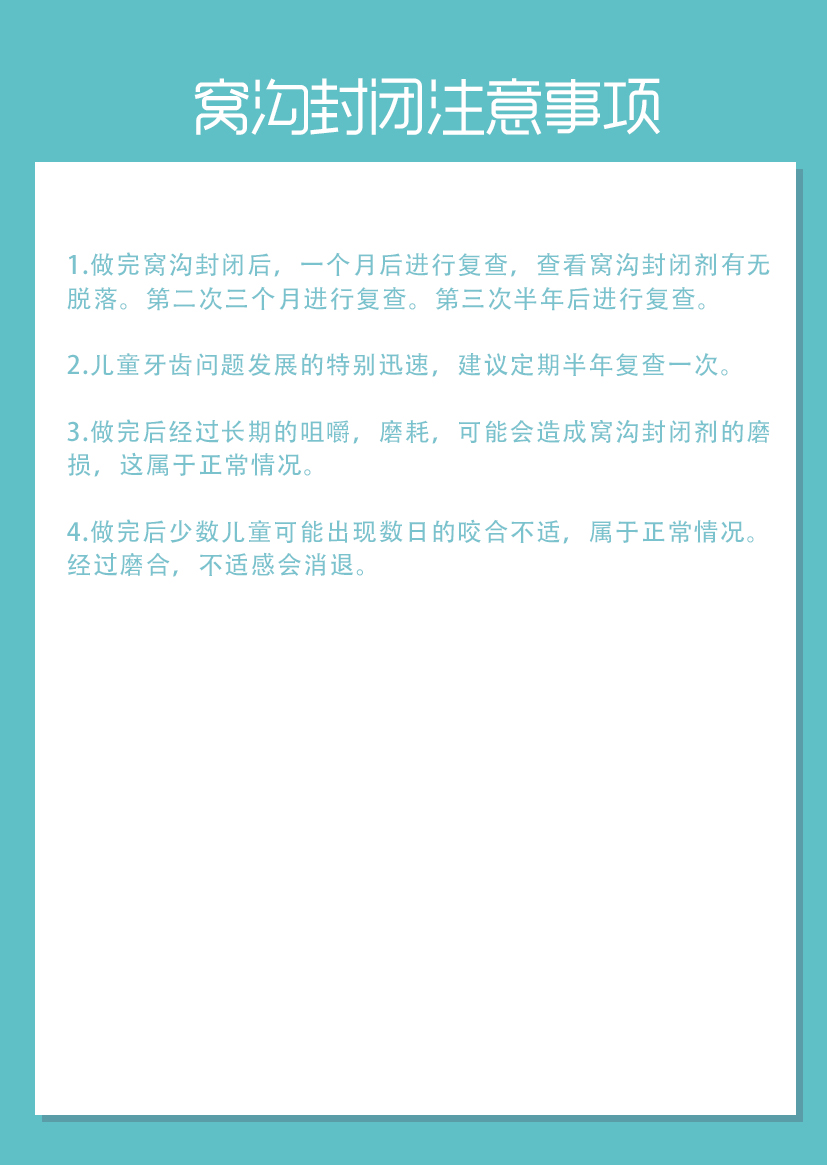 窝沟封闭注意事项
1.做完窝沟封闭后，一个月后进行复查，查看窝沟封闭剂有无
脱落。第二次三个月进行复查。第三次半年后进行复查。
2.儿童牙齿问题发展的特别迅速，建议定期半年复查一次。
3.做完后经过长期的咀嚼，磨耗，可能会造成窝沟封闭剂的磨
损，这属于正常情况。
4.做完后少数儿童可能出现数日的咬合不适，属于正常情况。
经过磨合，不适感会消退。